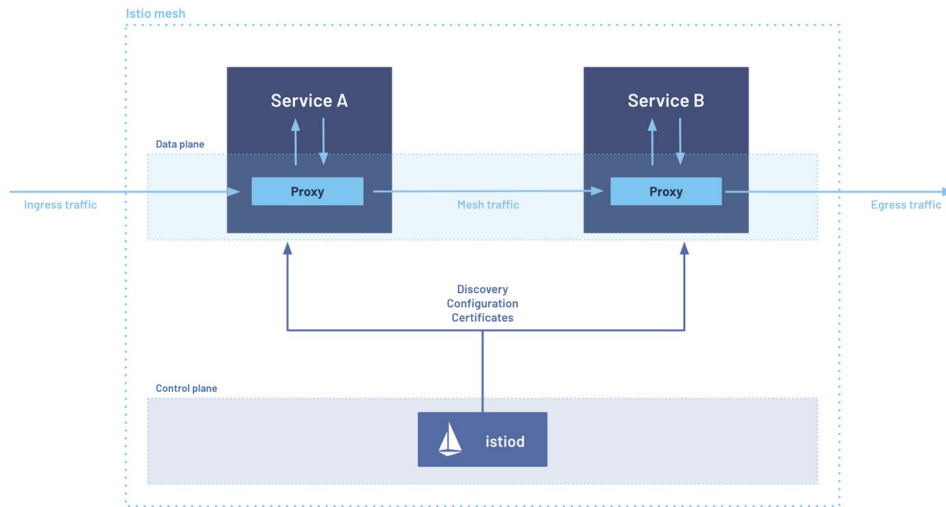 Istio mesh
Service A
Service B
Data plane
Proxy
Proxy
Ingress traffic
Mesh traffic
Egress traffic
Discovery
Configuration
Certificates
Control plane
istiod